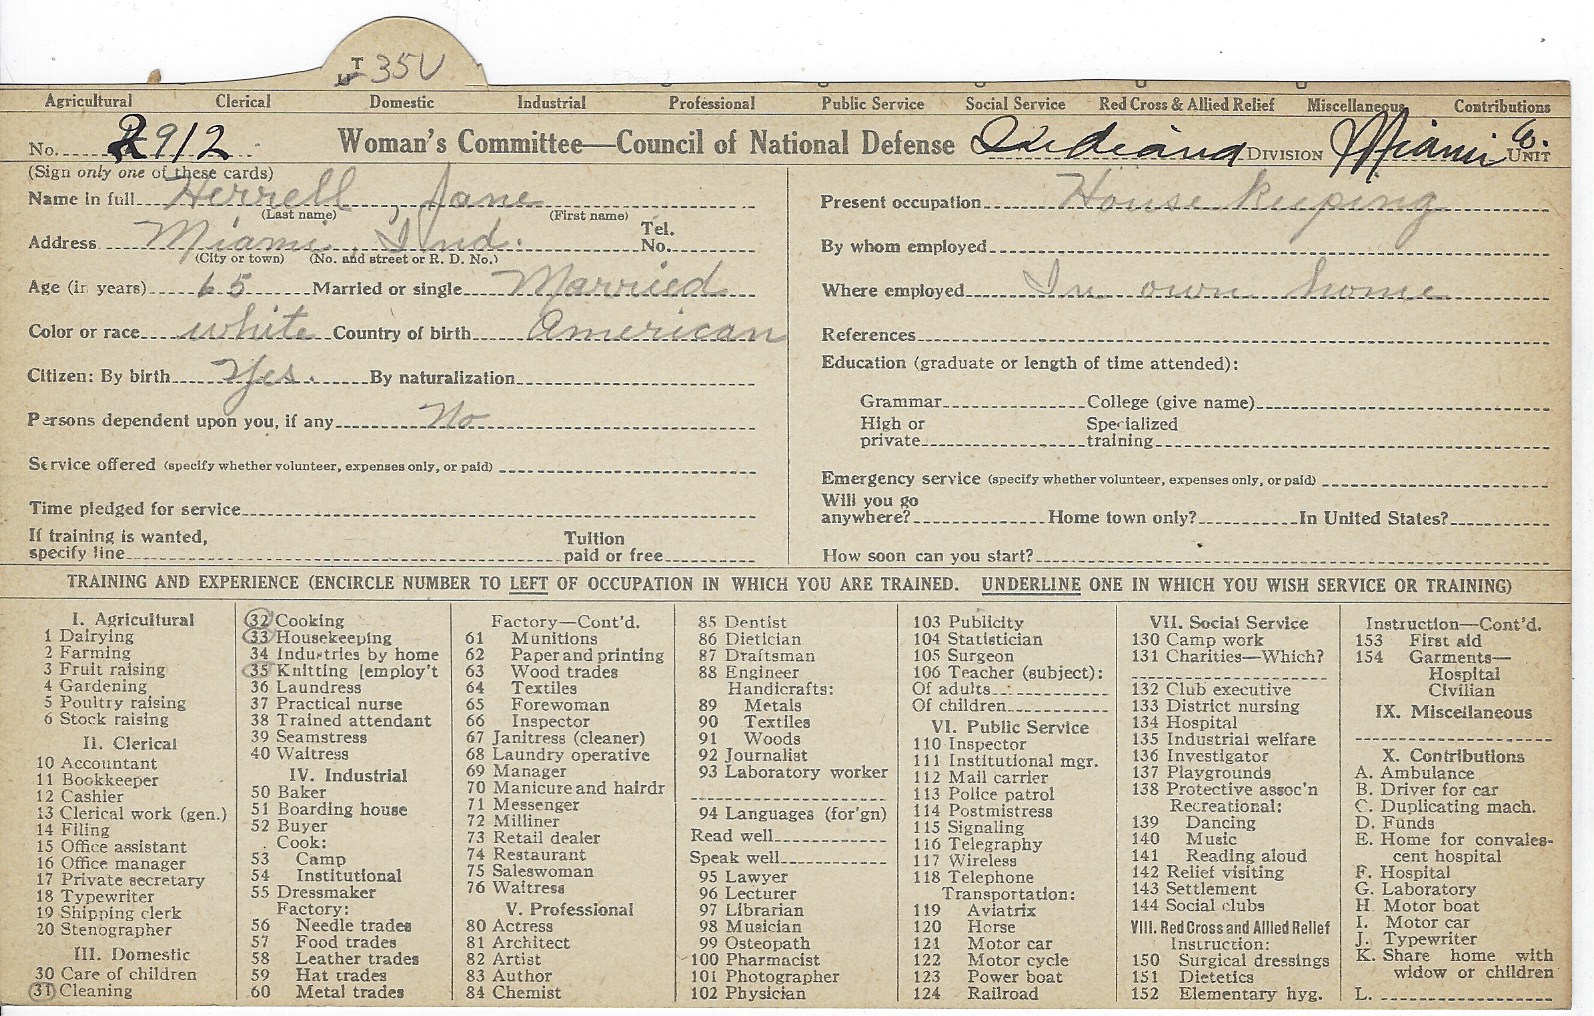 35U
Agricultural Clerical Domestic Industrial Professional Public Service Social Service Red Cross & Allied Relief Miscellaneous Contributions
No. 2912 Woman's Committee—Council of National Defense Indiana DIVISION Miami Co. UNIT
(Sign only one of these cards)
Name in full Herrell Jane
(Last name) (First name)
Address Miami, Ind. Tel. No.
(City or town) (No. and street or R. D. No.)
Age (in years) 65 Married or single Married
Color or race white Country of birth American
Citizen: By birth Yes. By naturalization
Persons dependent upon you, if any No
Service offered (specify whether volunteer, expenses only, or paid)
Time pledged for service
If training is wanted, specify line Tuition paid or free
Present occupation House keeping
By whom employed
Where employed In own home
References
Education (graduate or length of time attended):
Grammar College (give name)
High or private Specialized training
Emergency service (specify whether volunteer, expenses only, or paid)
Will you go anywhere? Home town only? In United States?
How soon can you start?
TRAINING AND EXPERIENCE (ENCIRCLE NUMBER TO LEFT OF OCCUPATION IN WHICH YOU ARE TRAINED. UNDERLINE ONE IN WHICH YOU WISH SERVICE OR TRAINING)
I. Agricultural
1 Dairying
2 Farming
3 Fruit raising
4 Gardening
5 Poultry raising
6 Stock raising
II. Clerical
10 Accountant
11 Bookkeeper
12 Cashier
13 Clerical work (gen.)
14 Filing
15 Office assistant
16 Office manager
17 Private secretary
18 Typewriter
19 Shipping clerk
20 Stenographer
III. Domestic
30 Care of children
31 Cleaning
32 Cooking
33 Housekeeping
34 Industries by home
35 Knitting [employ't
36 Laundress
37 Practical nurse
38 Trained attendant
39 Seamstress
40 Waitress
IV. Industrial
50 Baker
51 Boarding house
52 Buyer
Cook:
53 Camp
54 Institutional
55 Dressmaker
Factory:
56 Needle trades
57 Food trades
58 Leather trades
59 Hat trades
60 Metal trades
Factory—Cont'd.
61 Munitions
62 Paper and printing
63 Wood trades
64 Textiles
65 Forewoman
66 Inspector
67 Janitress (cleaner)
68 Laundry operative
69 Manager
70 Manicure and hairdr
71 Messenger
72 Milliner
73 Retail dealer
74 Restaurant
75 Saleswoman
76 Waitress
V. Professional
80 Actress
81 Architect
82 Artist
83 Author
84 Chemist
85 Dentist
86 Dietician
87 Draftsman
88 Engineer
Handicrafts:
89 Metals
90 Textiles
91 Woods
92 Journalist
93 Laboratory worker
94 Languages (for'gn)
Read well
Speak well
95 Lawyer
96 Lecturer
97 Librarian
98 Musician
99 Osteopath
100 Pharmacist
101 Photographer
102 Physician
103 Publicity
104 Statistician
105 Surgeon
106 Teacher (subject):
Of adults
Of children
VI. Public Service
110 Inspector
111 Institutional mgr.
112 Mail carrier
113 Police patrol
114 Postmistress
115 Signaling
116 Telegraphy
117 Wireless
118 Telephone
Transportation:
119 Aviatrix
120 Horse
121 Motor car
122 Motor cycle
123 Power boat
124 Railroad
VII. Social Service
130 Camp work
131 Charities—Which?
132 Club executive
133 District nursing
134 Hospital
135 Industrial welfare
136 Investigator
137 Playgrounds
138 Protective assoc'n
Recreational:
139 Dancing
140 Music
141 Reading aloud
142 Relief visiting
143 Settlement
144 Social clubs
VIII. Red Cross and Allied Relief
Instruction:
150 Surgical dressings
151 Dietetics
152 Elementary hyg.
Instruction—Cont'd.
153 First aid
154 Garments—
Hospital
Civilian
IX. Miscellaneous
X. Contributions
A. Ambulance
B. Driver for car
C. Duplicating mach.
D. Funds
E. Home for convales-
cent hospital
F. Hospital
G. Laboratory
H. Motor boat
I. Motor car
J. Typewriter
K. Share home with
widow or children
L.